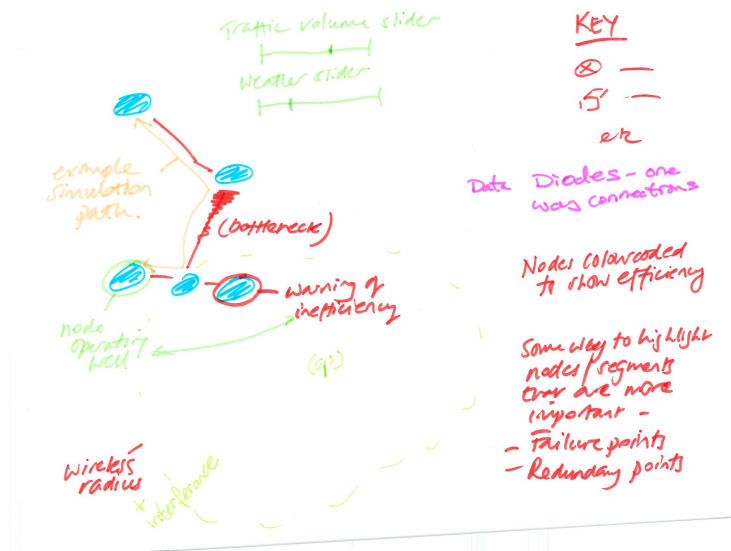 Traffic volume slider
Weather slider
KEY
etc
example
simulation
path.
Data Diodes - one
way connections
(bottleneck)
Nodes colourcoded
to show efficiency
warning of
inefficiency
node
operating
well
Some way to highlight
nodes/segments
that are more
important -
- Failure points
- Redundancy points
wireless
radius
+ interference